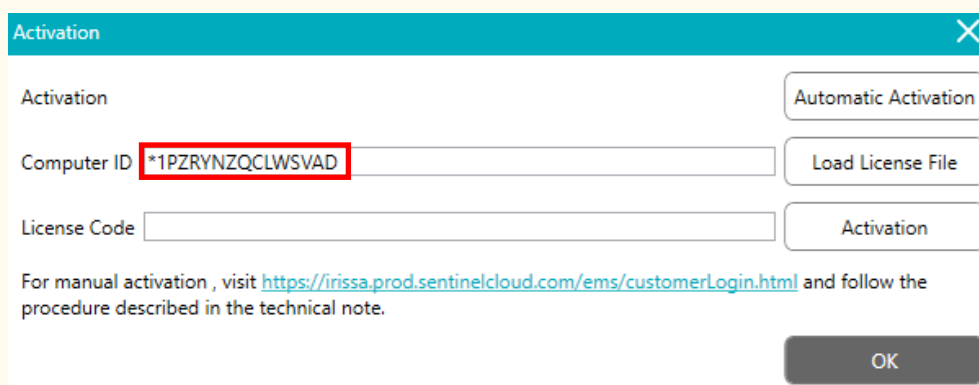 Activation
Activation
Automatic Activation
Computer ID *1PZRYNZQCLWSVAD
Load License File
License Code
Activation
For manual activation , visit https://irissa.prod.sentinelcloud.com/ems/customerLogin.html and follow the
procedure described in the technical note.
OK